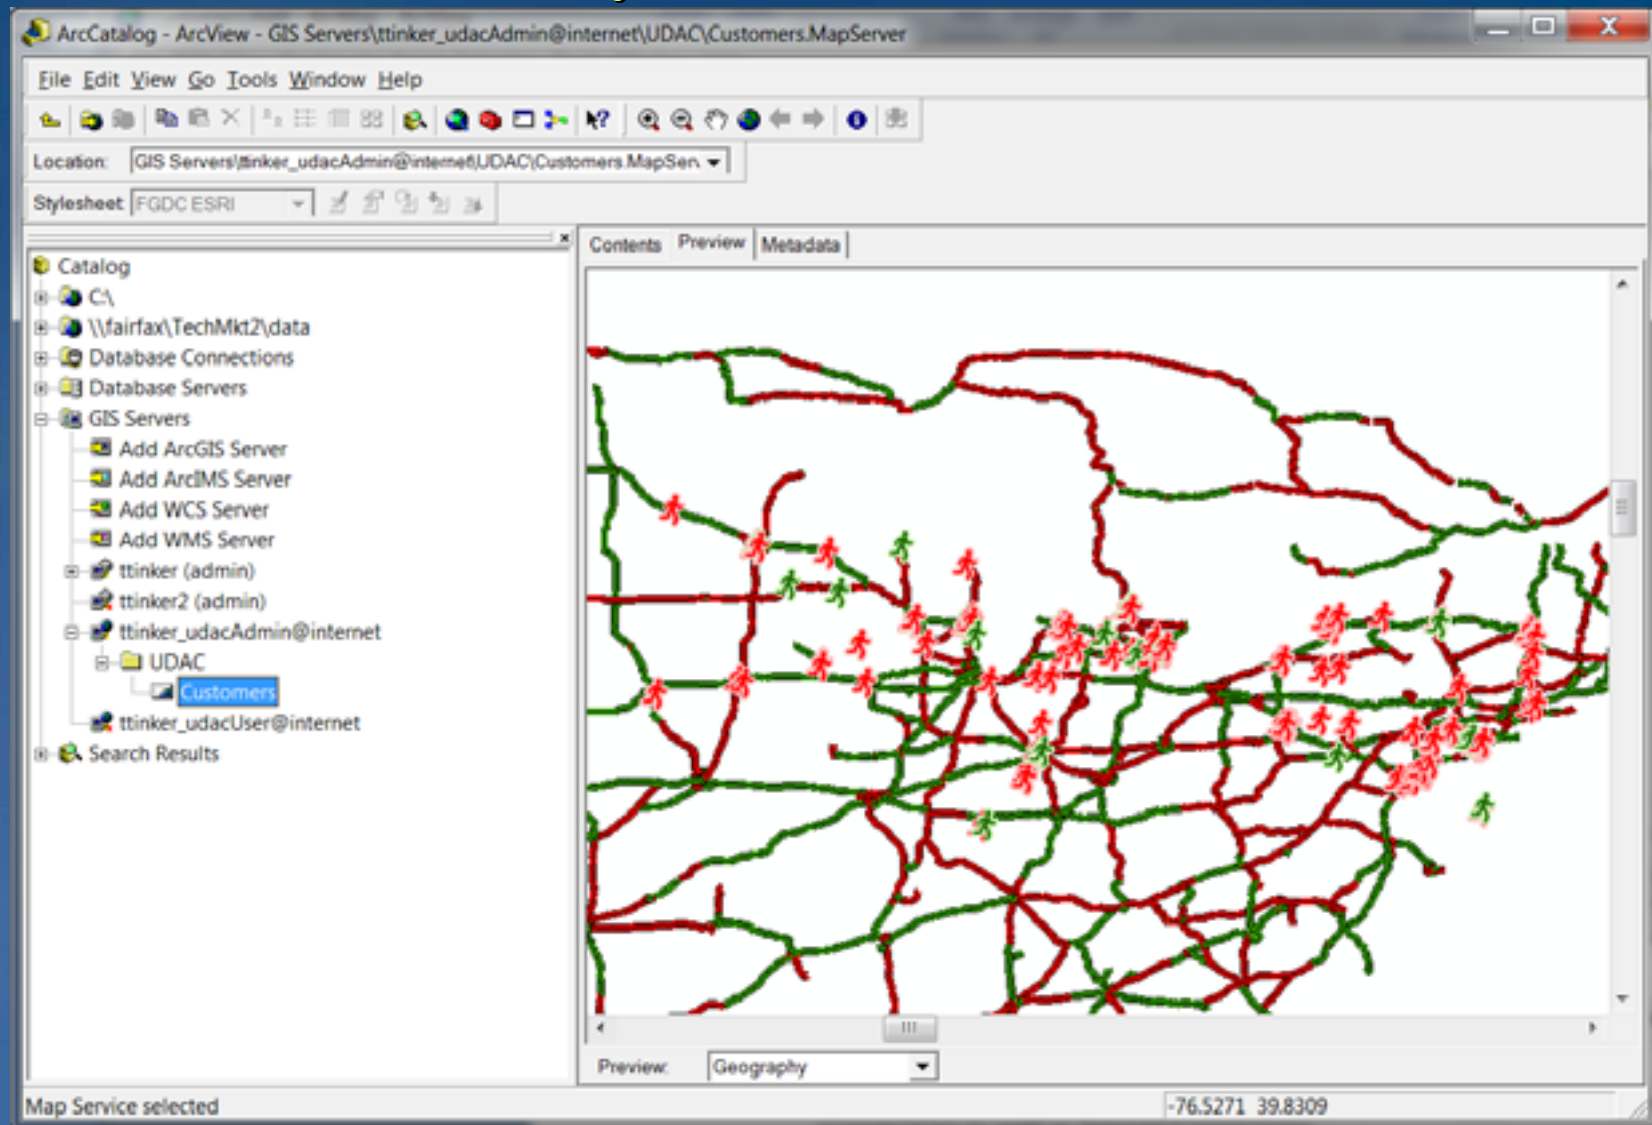 ArcCatalog - ArcView - GIS Servers\ttinker_udacAdmin@internet\UDAC\Customers.MapServer
File Edit View Go Tools Window Help
Location: GIS Servers\ttinker_udacAdmin@internet\UDAC\Customers.MapServ
Stylesheet: FGDC ESRI
Contents Preview Metadata
Catalog
C:\
\\fairfax\TechMkt2\data
Database Connections
Database Servers
GIS Servers
Add ArcGIS Server
Add ArcIMS Server
Add WCS Server
Add WMS Server
ttinker (admin)
ttinker2 (admin)
ttinker_udacAdmin@internet
UDAC
Customers
ttinker_udacUser@internet
Search Results
Preview: Geography
Map Service selected
-76.5271 39.8309